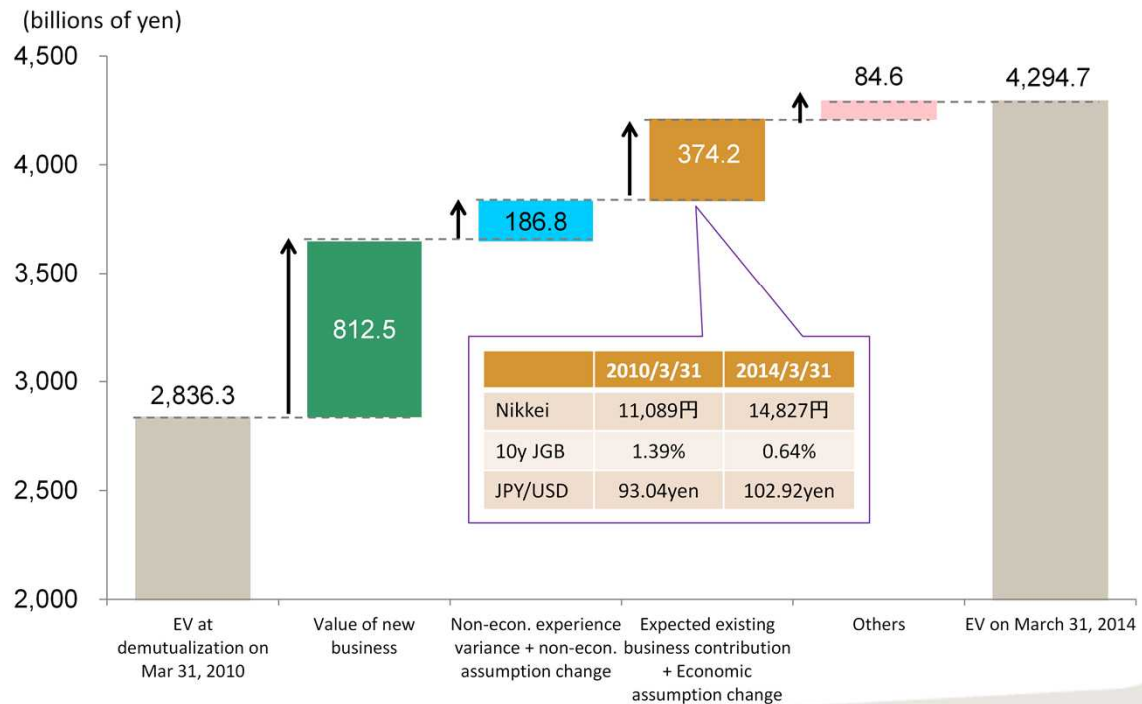 (billions of yen)
4,500
4,000
3,500
3,000
2,500
2,000
2,836.3
812.5
186.8
374.2
84.6
4,294.7
2010/3/31 2014/3/31
Nikkei 11,089円 14,827円
10y JGB 1.39% 0.64%
JPY/USD 93.04yen 102.92yen
EV at
demutualization on
Mar 31, 2010
Value of new
business
Non-econ. experience
variance + non-econ.
assumption change
Expected existing
business contribution
+ Economic
assumption change
Others
EV on March 31, 2014